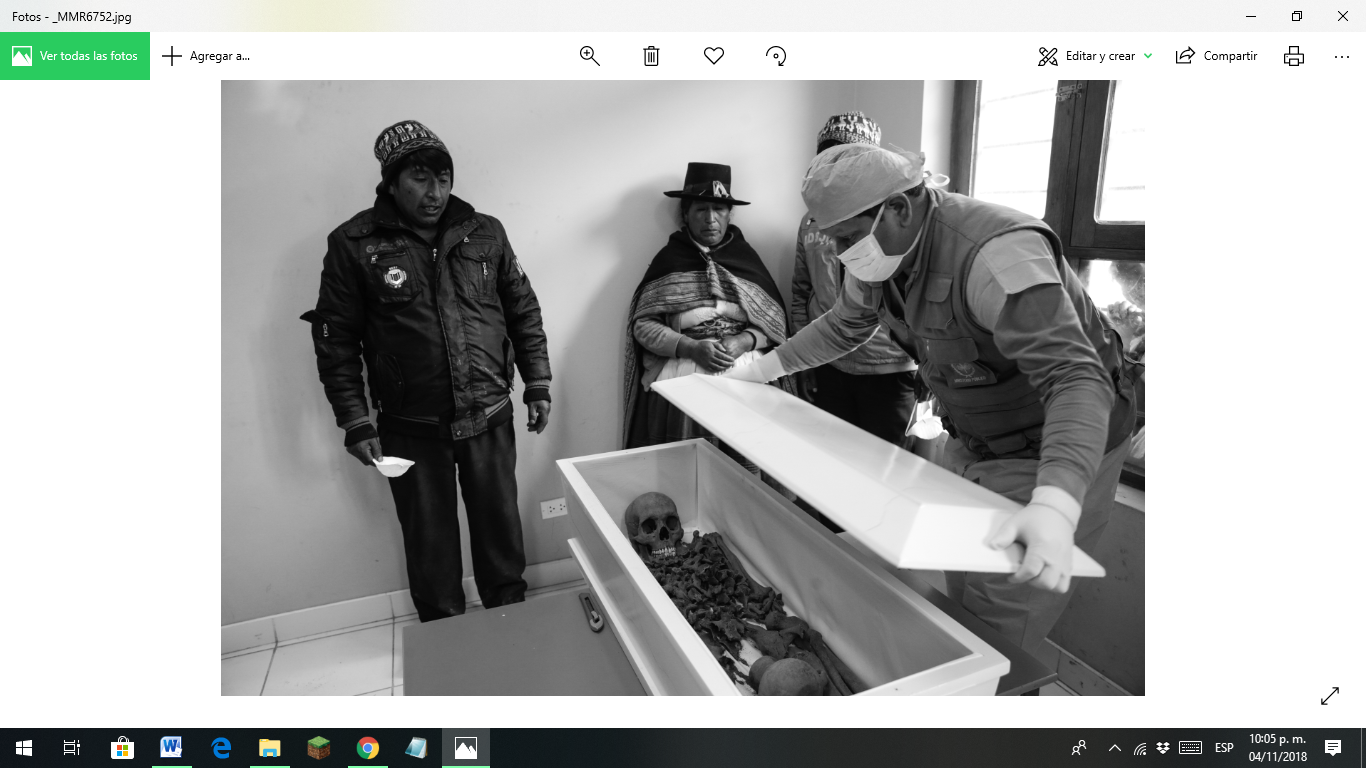 Fotos - _MMR6752.jpg
Ver todas las fotos
Agregar a...
Editar y crear
Compartir
ESP
10:05 p. m.
04/11/2018